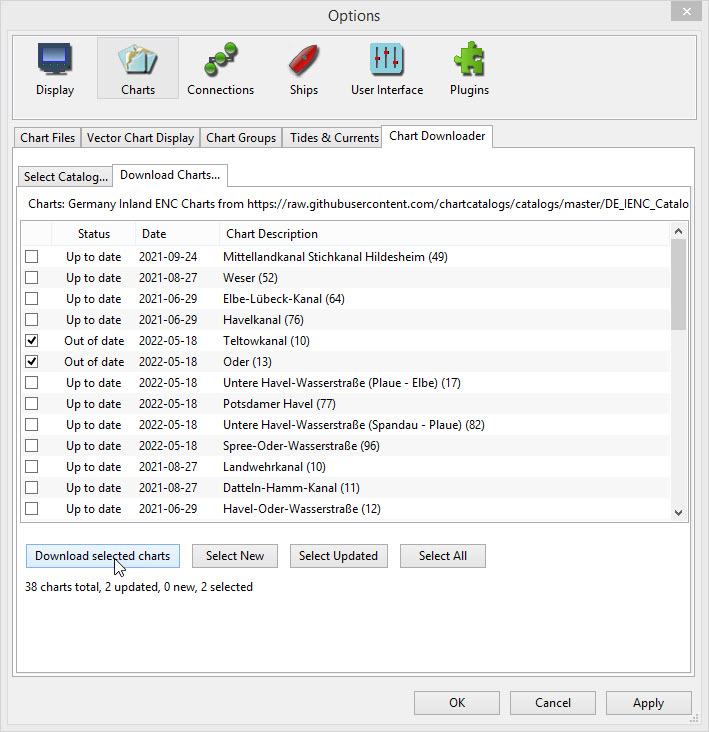 Options
Display Charts Connections Ships User Interface Plugins
Chart Files Vector Chart Display Chart Groups Tides & Currents Chart Downloader
Select Catalog... Download Charts...
Charts: Germany Inland ENC Charts from https://raw.githubusercontent.com/chartcatalogs/catalogs/master/DE_IENC_Catalo
Status Date Chart Description
Up to date 2021-09-24 Mittellandkanal Stichkanal Hildesheim (49)
Up to date 2021-08-27 Weser (52)
Up to date 2021-06-29 Elbe-Lübeck-Kanal (64)
Up to date 2021-06-29 Havelkanal (76)
Out of date 2022-05-18 Teltowkanal (10)
Out of date 2022-05-18 Oder (13)
Up to date 2022-05-18 Untere Havel-Wasserstraße (Plaue - Elbe) (17)
Up to date 2022-05-18 Potsdamer Havel (77)
Up to date 2022-05-18 Untere Havel-Wasserstraße (Spandau - Plaue) (82)
Up to date 2022-05-18 Spree-Oder-Wasserstraße (96)
Up to date 2021-08-27 Landwehrkanal (10)
Up to date 2021-08-27 Datteln-Hamm-Kanal (11)
Up to date 2021-06-29 Havel-Oder-Wasserstraße (12)
Download selected charts Select New Select Updated Select All
38 charts total, 2 updated, 0 new, 2 selected
OK Cancel Apply